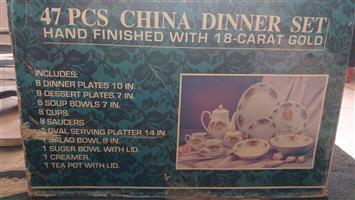 47 PCS CHINA DINNER SET
HAND FINISHED WITH 18-CARAT GOLD
INCLUDES:
8 DINNER PLATES 10 IN.
8 DESSERT PLATES 7 IN.
8 SOUP BOWLS 7 IN.
8 CUPS.
8 SAUCERS
1 OVAL SERVING PLATTER 14 IN.
1 SALAD BOWL 9 IN.
1 SUGER BOWL WITH LID.
1 CREAMER.
1 TEA POT WITH LID.